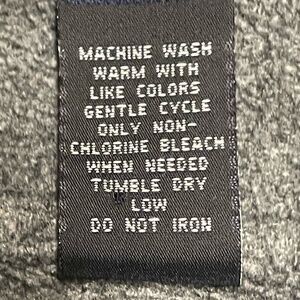 MACHINE WASH
WARM WITH
LIKE COLORS
GENTLE CYCLE
ONLY NON-
CHLORINE BLEACH
WHEN NEEDED
TUMBLE DRY
LOW
DO NOT IRON